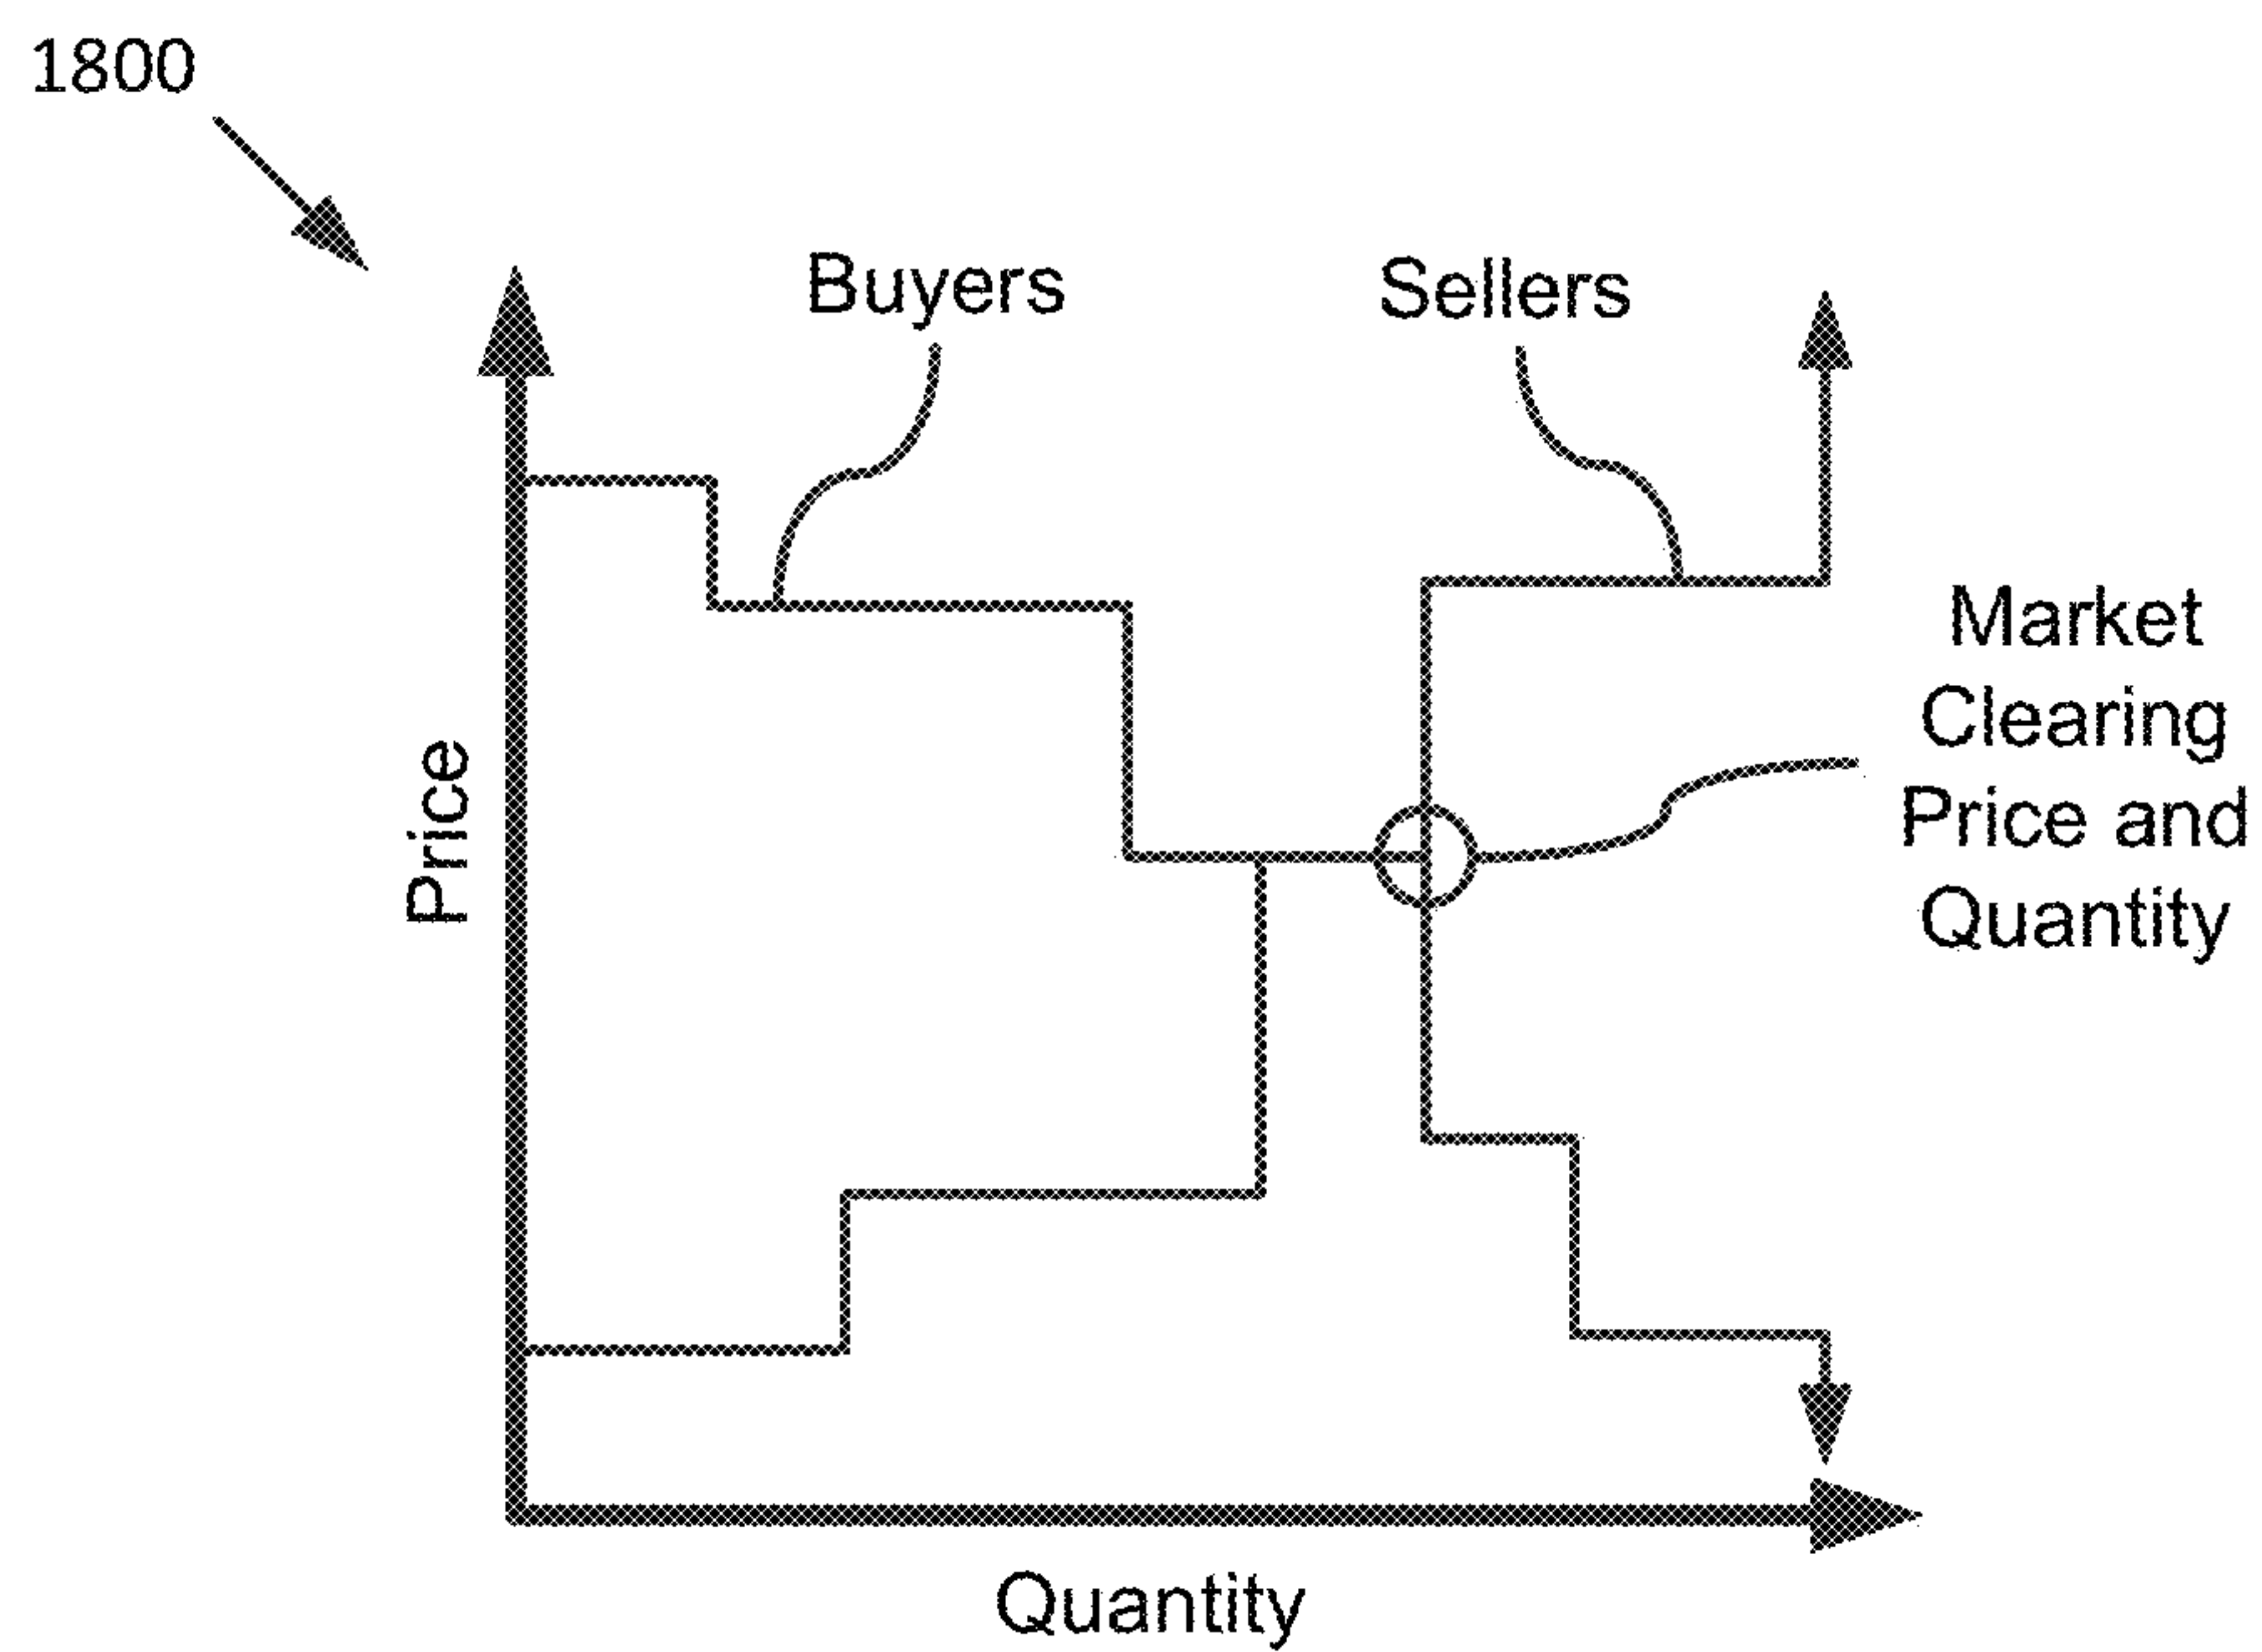 1800
Buyers
Sellers
Market
Clearing
Price and
Quantity
Price
Quantity